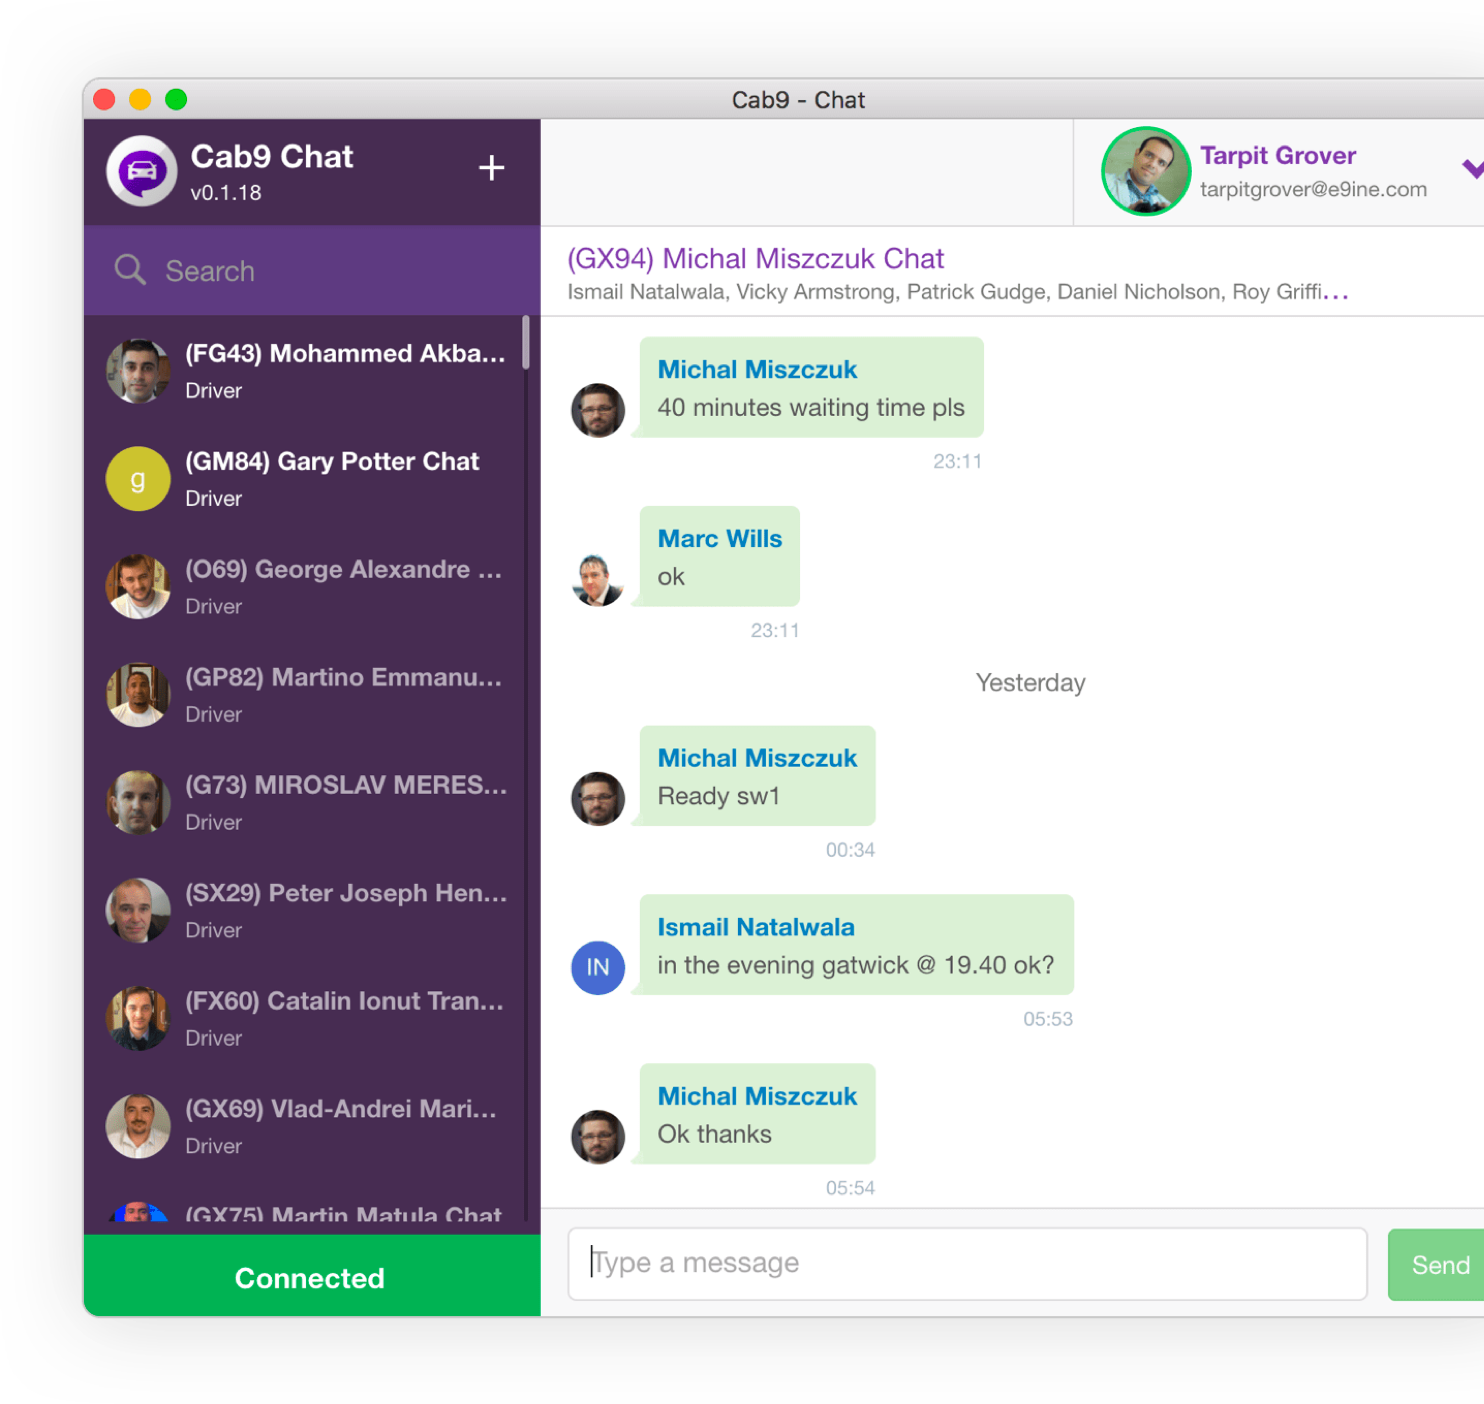 Cab9 - Chat
Cab9 Chat
v0.1.18
+
Tarpit Grover
tarpitgrover@e9ine.com
Search
(GX94) Michal Miszczuk Chat
Ismail Natalwala, Vicky Armstrong, Patrick Gudge, Daniel Nicholson, Roy Griffi...
(FG43) Mohammed Akba...
Driver
g
(GM84) Gary Potter Chat
Driver
(O69) George Alexandre ...
Driver
(GP82) Martino Emmanu...
Driver
(G73) MIROSLAV MERES...
Driver
(SX29) Peter Joseph Hen...
Driver
(FX60) Catalin Ionut Tran...
Driver
(GX69) Vlad-Andrei Mari...
Driver
(GX75) Martin Matula Chat
Connected
Michal Miszczuk
40 minutes waiting time pls
23:11
Marc Wills
ok
23:11
Yesterday
Michal Miszczuk
Ready sw1
00:34
Ismail Natalwala
IN
in the evening gatwick @ 19.40 ok?
05:53
Michal Miszczuk
Ok thanks
05:54
Type a message
Send